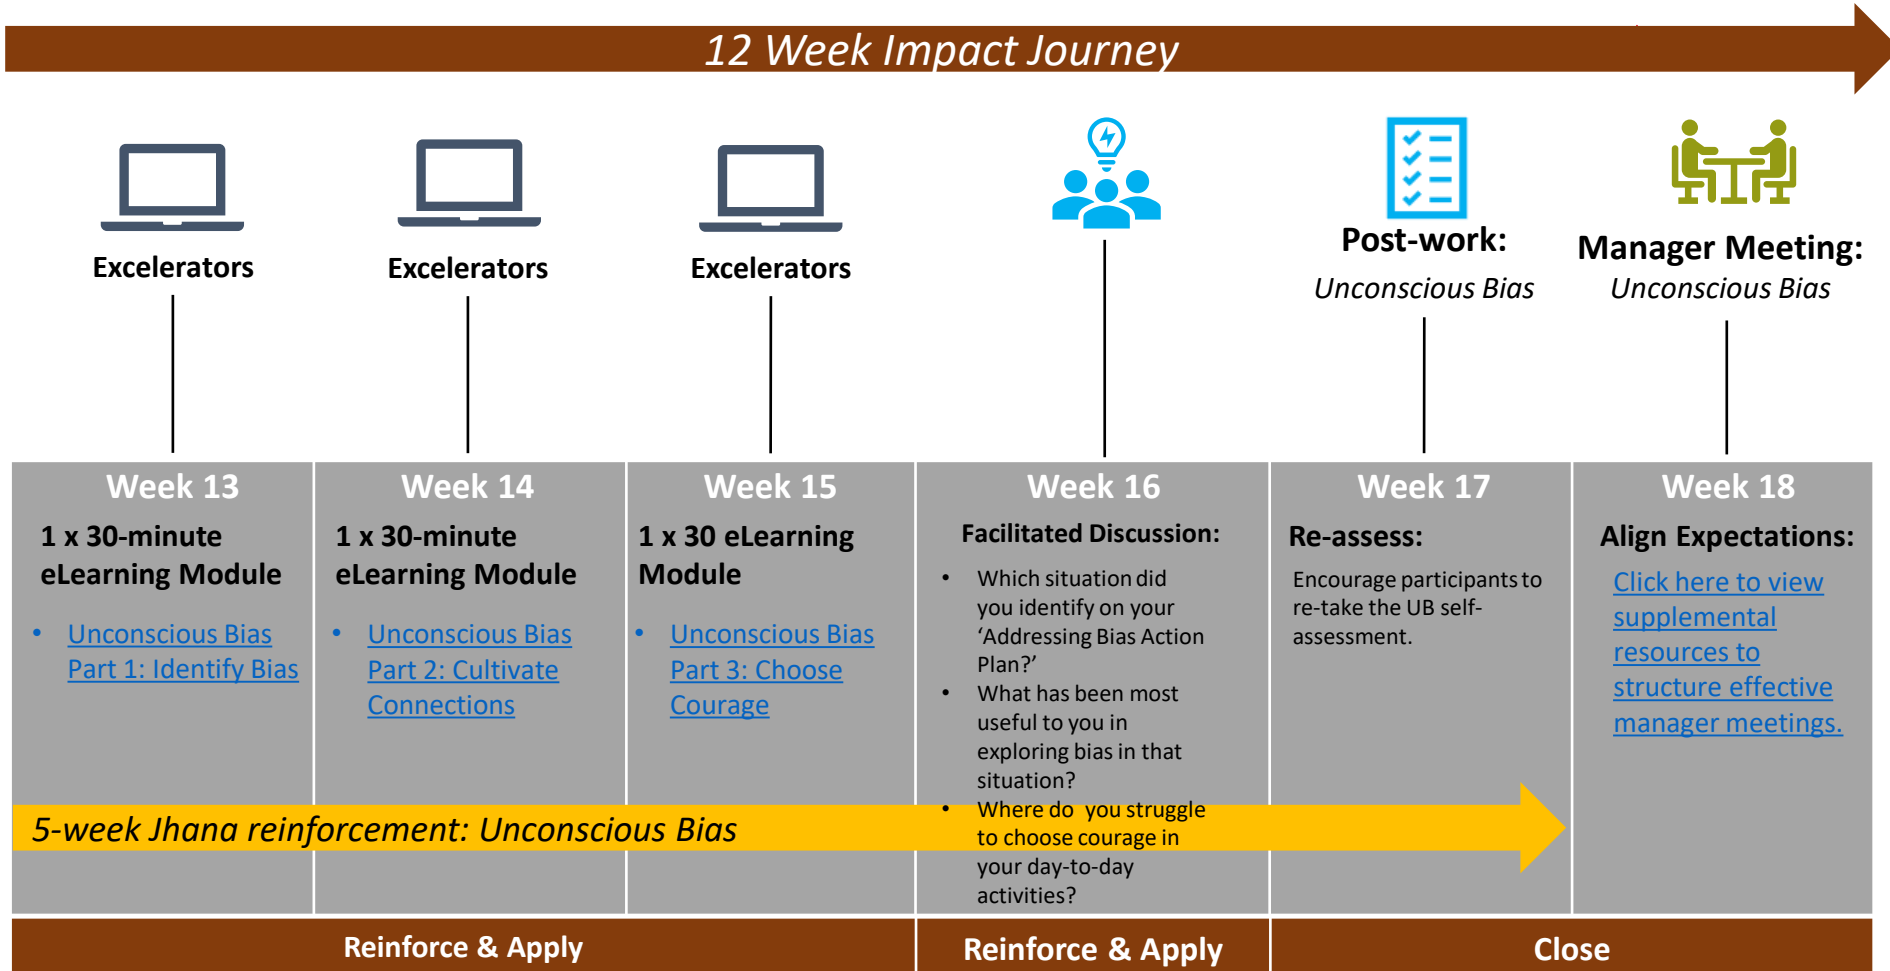 12 Week Impact Journey
Excelerators
Excelerators
Excelerators
Post-work:
Unconscious Bias
Manager Meeting:
Unconscious Bias
Week 13
1 x 30-minute
eLearning Module
• Unconscious Bias
Part 1: Identify Bias
Week 14
1 x 30-minute
eLearning Module
• Unconscious Bias
Part 2: Cultivate
Connections
Week 15
1 x 30 eLearning
Module
• Unconscious Bias
Part 3: Choose
Courage
Week 16
Facilitated Discussion:
• Which situation did
you identify on your
‘Addressing Bias Action
Plan?’
• What has been most
useful to you in
exploring bias in that
situation?
• Where do you struggle
to choose courage in
your day-to-day
activities?
Week 17
Re-assess:
Encourage participants to
re-take the UB self-
assessment.
Week 18
Align Expectations:
Click here to view
supplemental
resources to
structure effective
manager meetings.
5-week Jhana reinforcement: Unconscious Bias
Reinforce & Apply
Reinforce & Apply
Close